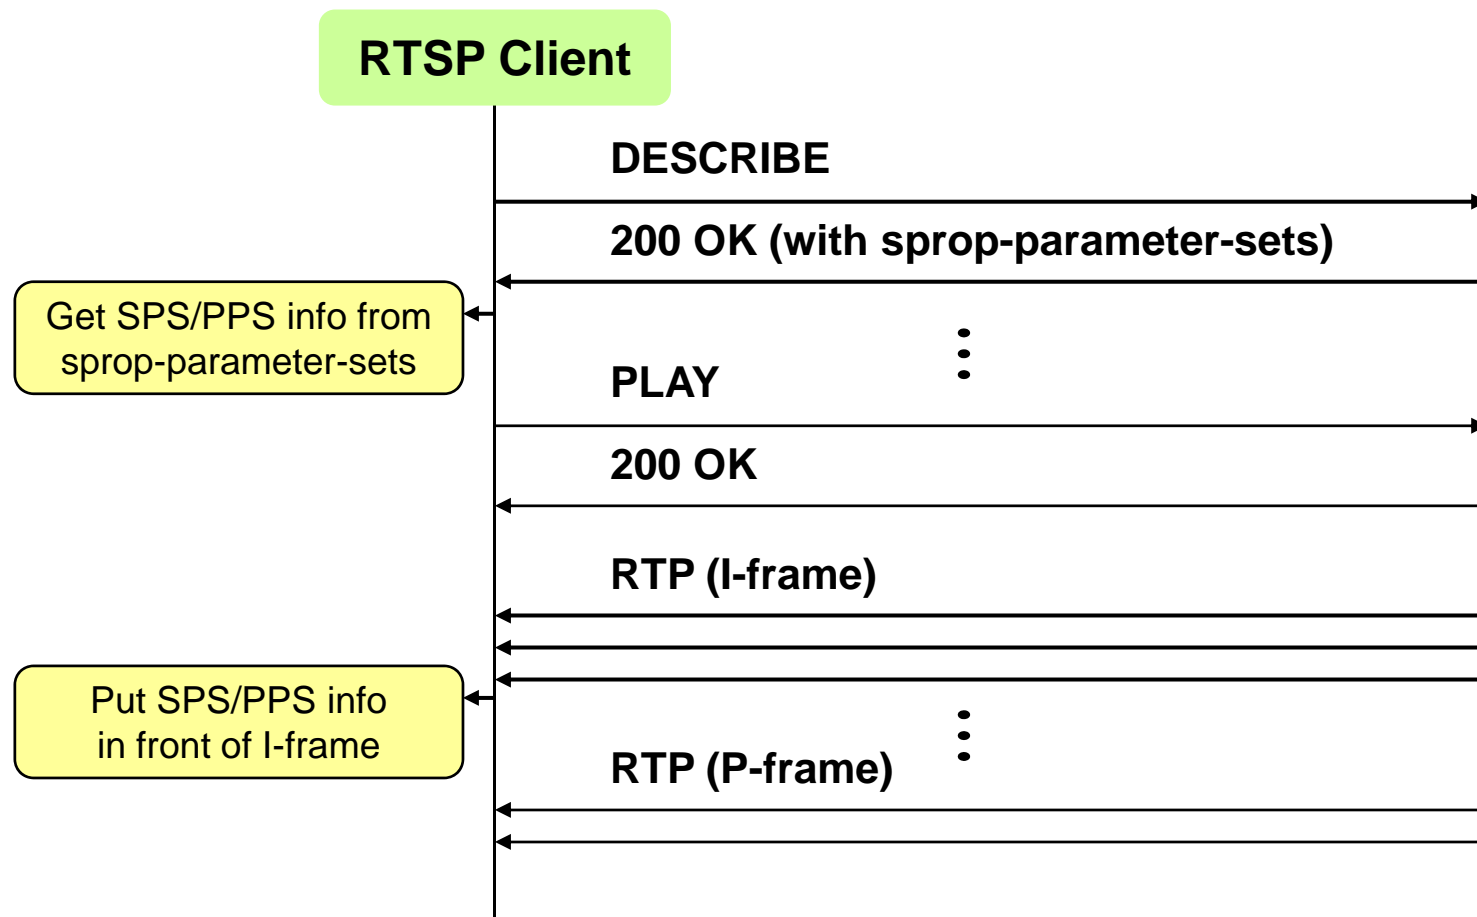 RTSP Client
DESCRIBE
200 OK (with sprop-parameter-sets)
Get SPS/PPS info from
sprop-parameter-sets
PLAY
200 OK
RTP (I-frame)
Put SPS/PPS info
in front of I-frame
RTP (P-frame)